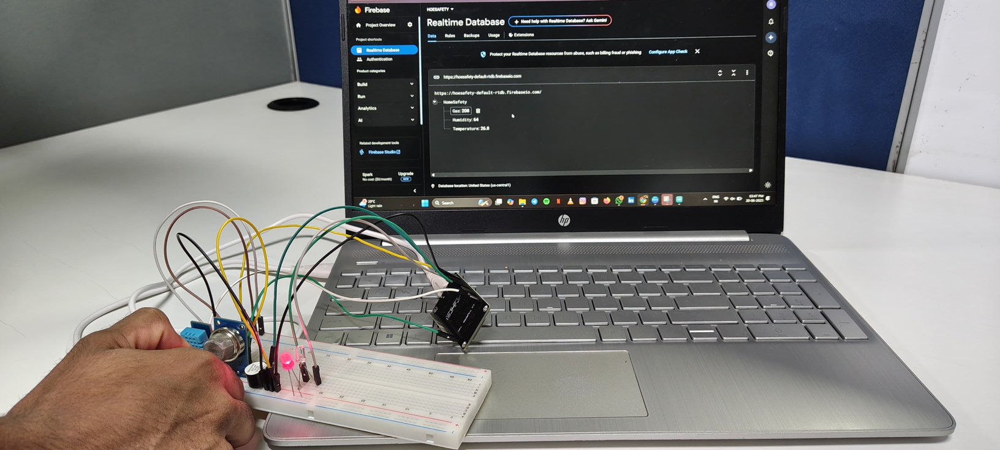 Firebase
Project Overview
Project shortcuts
Realtime Database
Authentication
Product categories
Build
Run
Analytics
AI
Related development tools
Firebase Studio
Spark
No cost ($0/month)
Upgrade
NEW
HOESAFETY
Realtime Database
Need help with Realtime Database? Ask Gemini
Data Rules Backups Usage Extensions
Protect your Realtime Database resources from abuse, such as billing fraud or phishing Configure App Check
https://hoesafety-default-rtdb.firebaseio.com
https://hoesafety-default-rtdb.firebaseio.com/
HomeSafety
Gas: 208
Humidity: 64
Temperature: 26.8
Database location: United States (us-central1)
29°C
Light rain
Search
ENG
IN
03:47 PM
20-06-2025
hp